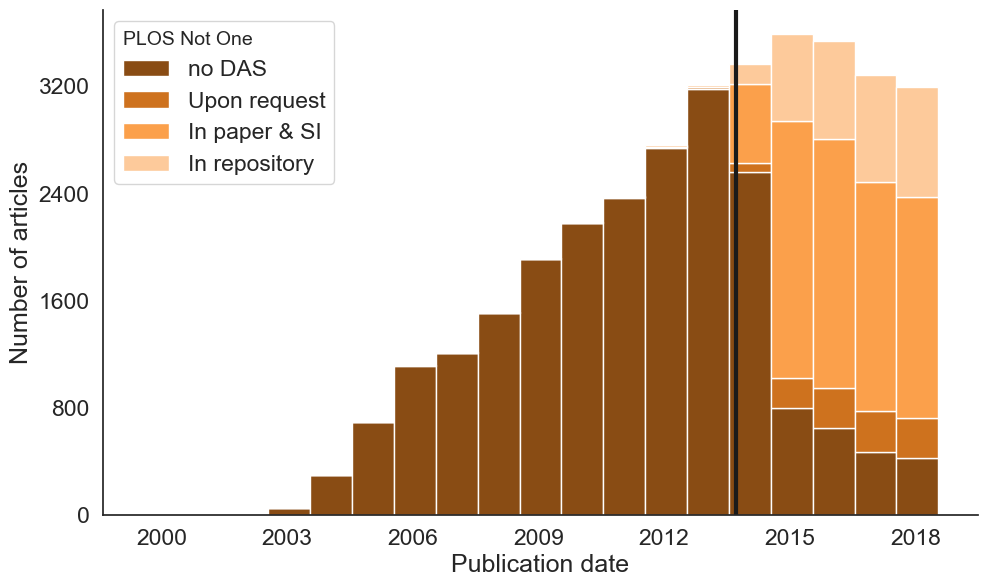 PLOS Not One
no DAS
Upon request
In paper & SI
In repository
Number of articles
3200
2400
1600
800
0
2000 2003 2006 2009 2012 2015 2018
Publication date